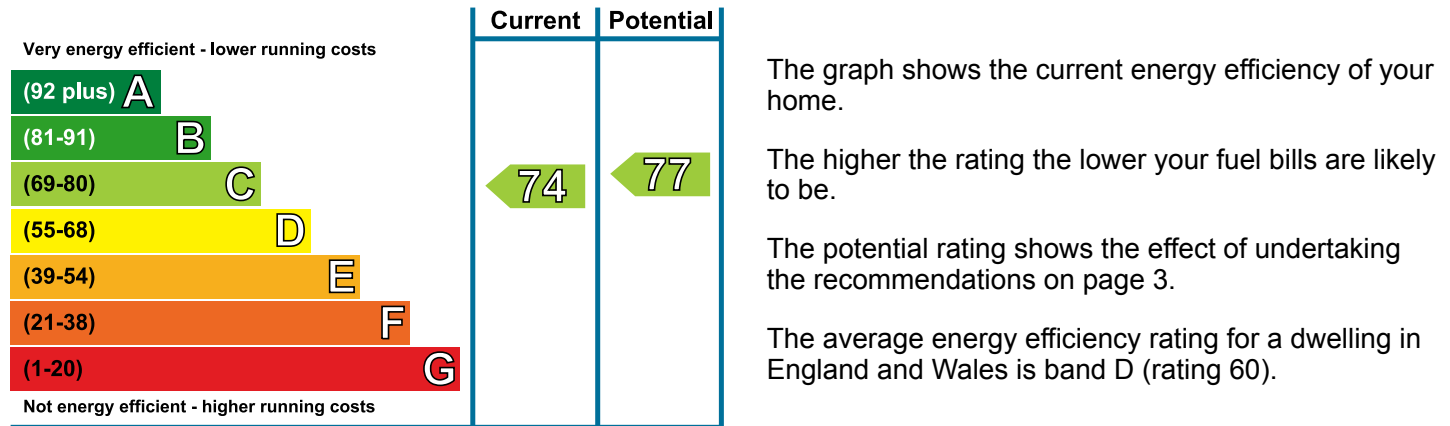 Current Potential
Very energy efficient - lower running costs
(92 plus) A
(81-91) B
(69-80) C
(55-68) D
(39-54) E
(21-38) F
(1-20) G
Not energy efficient - higher running costs
74
77
The graph shows the current energy efficiency of your
home.
The higher the rating the lower your fuel bills are likely
to be.
The potential rating shows the effect of undertaking
the recommendations on page 3.
The average energy efficiency rating for a dwelling in
England and Wales is band D (rating 60).